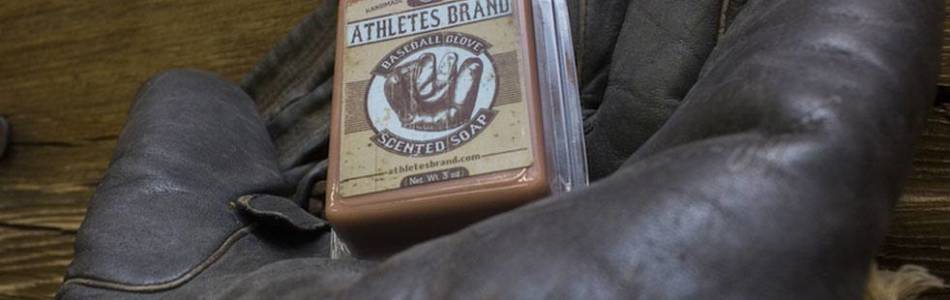 HANDMADE
ATHLETES BRAND
BASEBALL GLOVE
SCENTED SOAP
athletesbrand.com
Net. Wt. 3 oz